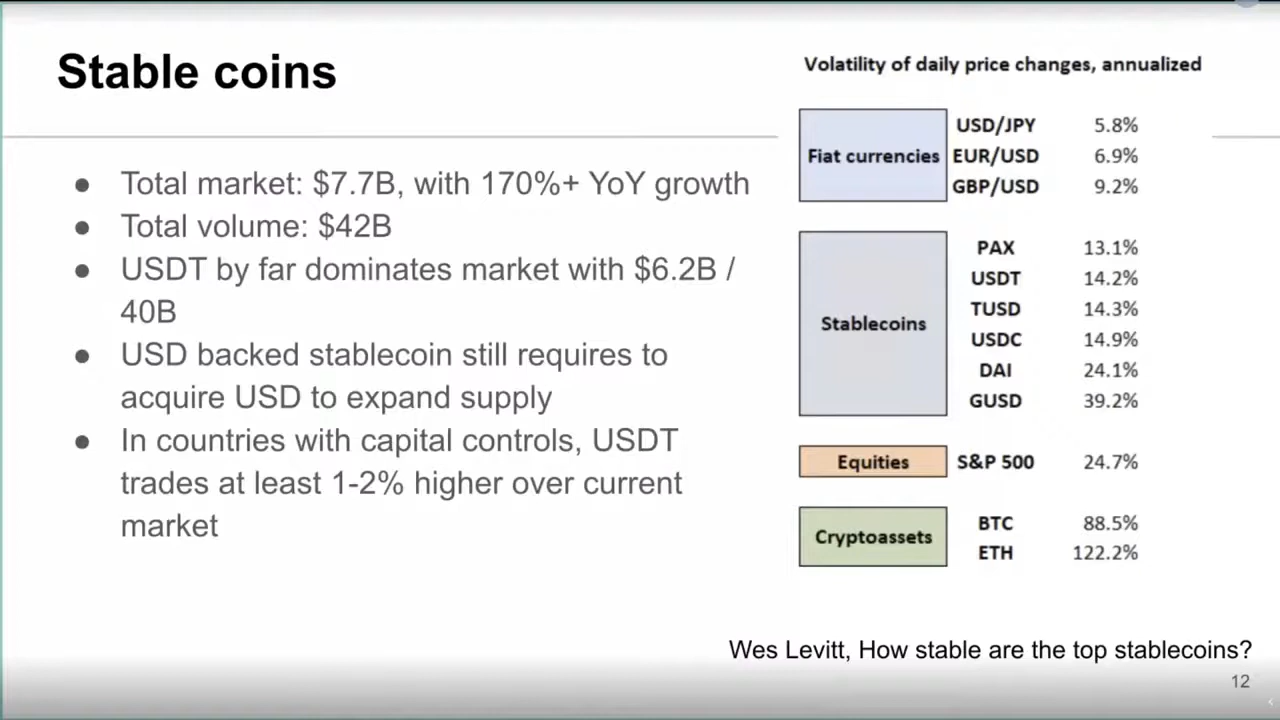 Stable coins
● Total market: $7.7B, with 170%+ YoY growth
● Total volume: $42B
● USDT by far dominates market with $6.2B /
40B
● USD backed stablecoin still requires to
acquire USD to expand supply
● In countries with capital controls, USDT
trades at least 1-2% higher over current
market
Volatility of daily price changes, annualized
Fiat currencies
USD/JPY 5.8%
EUR/USD 6.9%
GBP/USD 9.2%
Stablecoins
PAX 13.1%
USDT 14.2%
TUSD 14.3%
USDC 14.9%
DAI 24.1%
GUSD 39.2%
Equities S&P 500 24.7%
Cryptoassets
BTC 88.5%
ETH 122.2%
Wes Levitt, How stable are the top stablecoins?
12